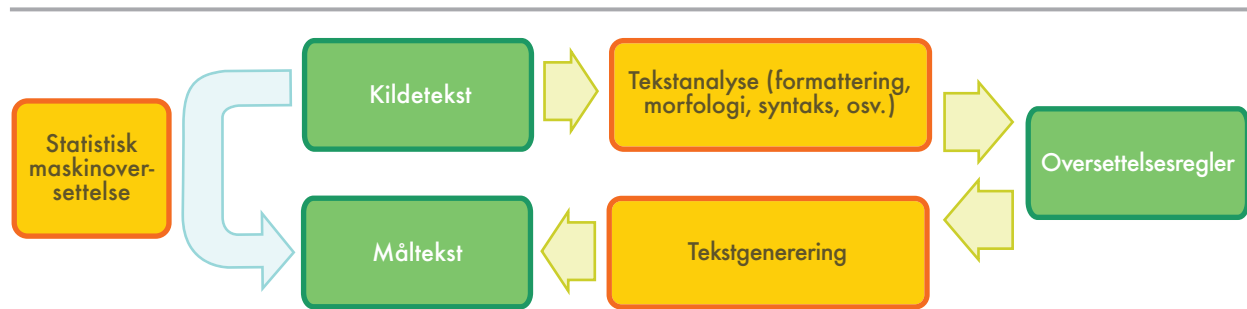 Statistisk
maskinover-
settelse
Kildetekst
Tekstanalyse (formattering,
morfologi, syntaks, osv.)
Oversettelsesregler
Måltekst
Tekstgenerering